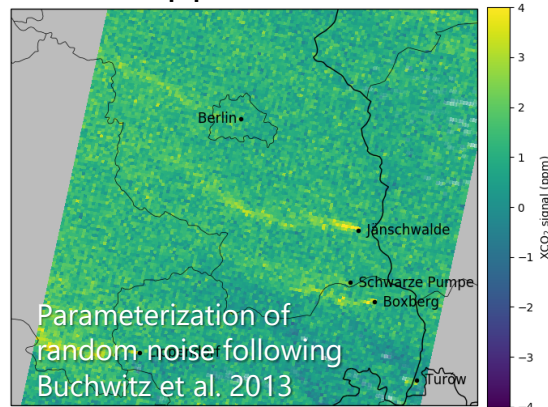 4
3
Berlin
2
1
XCO₂ signal (ppm)
0
Jänschwalde
−1
Schwarze Pumpe
Boxberg
−2
Parameterization of
random noise following
−3
Buchwitz et al. 2013
Turów
−4